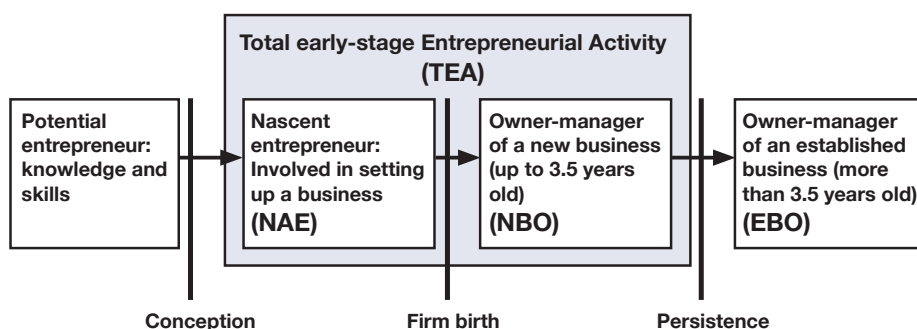 Total early-stage Entrepreneurial Activity
(TEA)
Potential
entrepreneur:
knowledge and
skills
Nascent
entrepreneur:
Involved in setting
up a business
(NAE)
Owner-manager
of a new business
(up to 3.5 years
old)
(NBO)
Owner-manager
of an established
business (more
than 3.5 years old)
(EBO)
Conception
Firm birth
Persistence